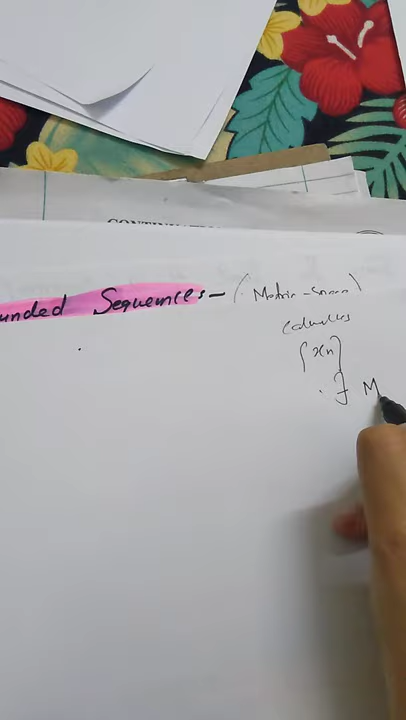 unded Sequences - (Metric-Space)
Calculus
{xn}
∃ M